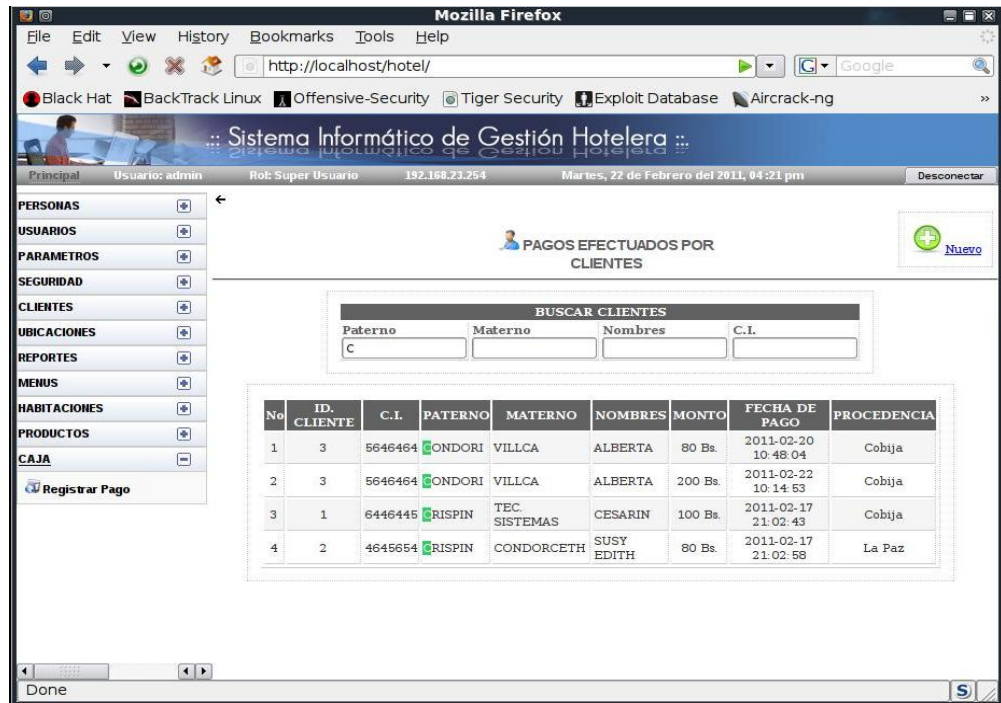 Mozilla Firefox
File Edit View History Bookmarks Tools Help
http://localhost/hotel/
G Google
Black Hat BackTrack Linux Offensive-Security Tiger Security Exploit Database Aircrack-ng »
.:: Sistema Informático de Gestión Hotelera ::.
Principal Usuario: admin Rol: Super Usuario 192.168.23.254 Martes, 22 de Febrero del 2011, 04 :21 pm Desconectar
PERSONAS
USUARIOS
PARAMETROS
SEGURIDAD
CLIENTES
UBICACIONES
REPORTES
MENUS
HABITACIONES
PRODUCTOS
CAJA
Registrar Pago
PAGOS EFECTUADOS POR
CLIENTES
Nuevo
BUSCAR CLIENTES
Paterno Materno Nombres C.I.
C
No ID. CLIENTE C.I. PATERNO MATERNO NOMBRES MONTO FECHA DE PAGO PROCEDENCIA
1 3 5646464 CONDORI VILLCA ALBERTA 80 Bs. 2011-02-20 10:48:04 Cobija
2 3 5646464 CONDORI VILLCA ALBERTA 200 Bs. 2011-02-22 10:14:53 Cobija
3 1 6446445 CRISPIN TEC. SISTEMAS CESARIN 100 Bs. 2011-02-17 21:02:43 Cobija
4 2 4645654 CRISPIN CONDORCETH SUSY EDITH 80 Bs. 2011-02-17 21:02:58 La Paz
Done
S